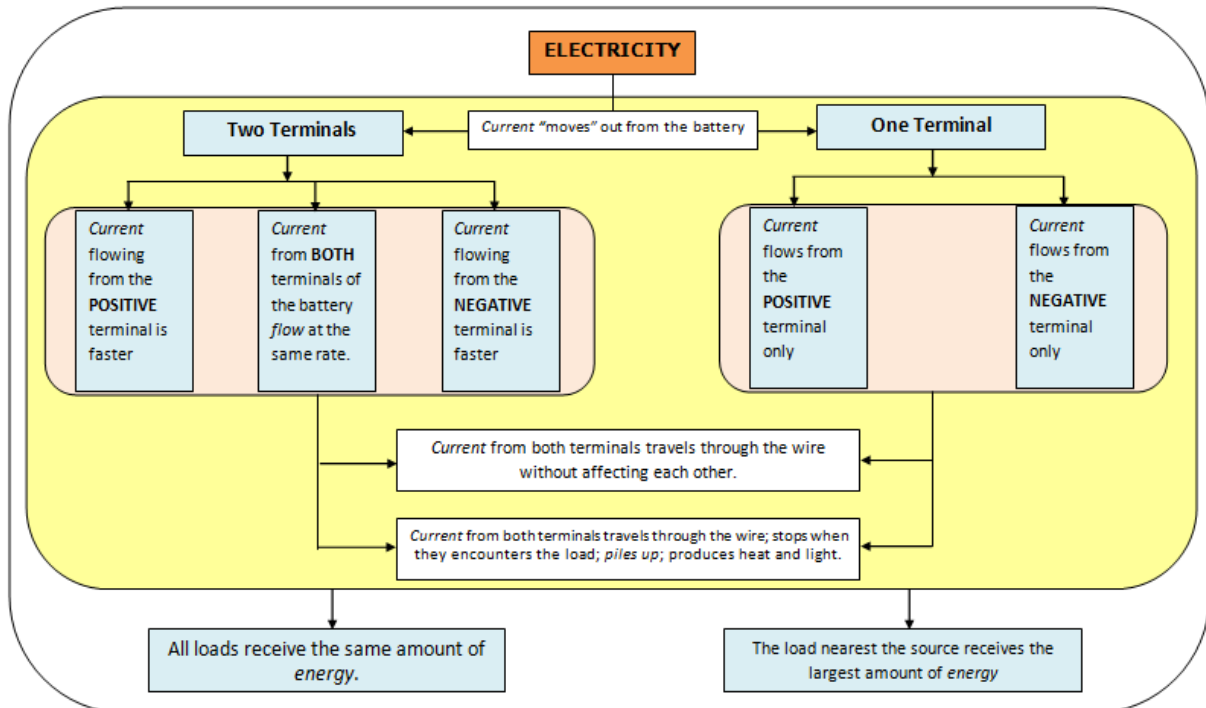 ELECTRICITY
Two Terminals
Current "moves" out from the battery
One Terminal
Current
flowing
from the
POSITIVE
terminal is
faster
Current
from BOTH
terminals of
the battery
flow at the
same rate.
Current
flowing
from the
NEGATIVE
terminal is
faster
Current
flows from
the
POSITIVE
terminal
only
Current
flows from
the
NEGATIVE
terminal
only
Current from both terminals travels through the wire
without affecting each other.
Current from both terminals travels through the wire; stops when
they encounters the load; piles up; produces heat and light.
All loads receive the same amount of
energy.
The load nearest the source receives the
largest amount of energy